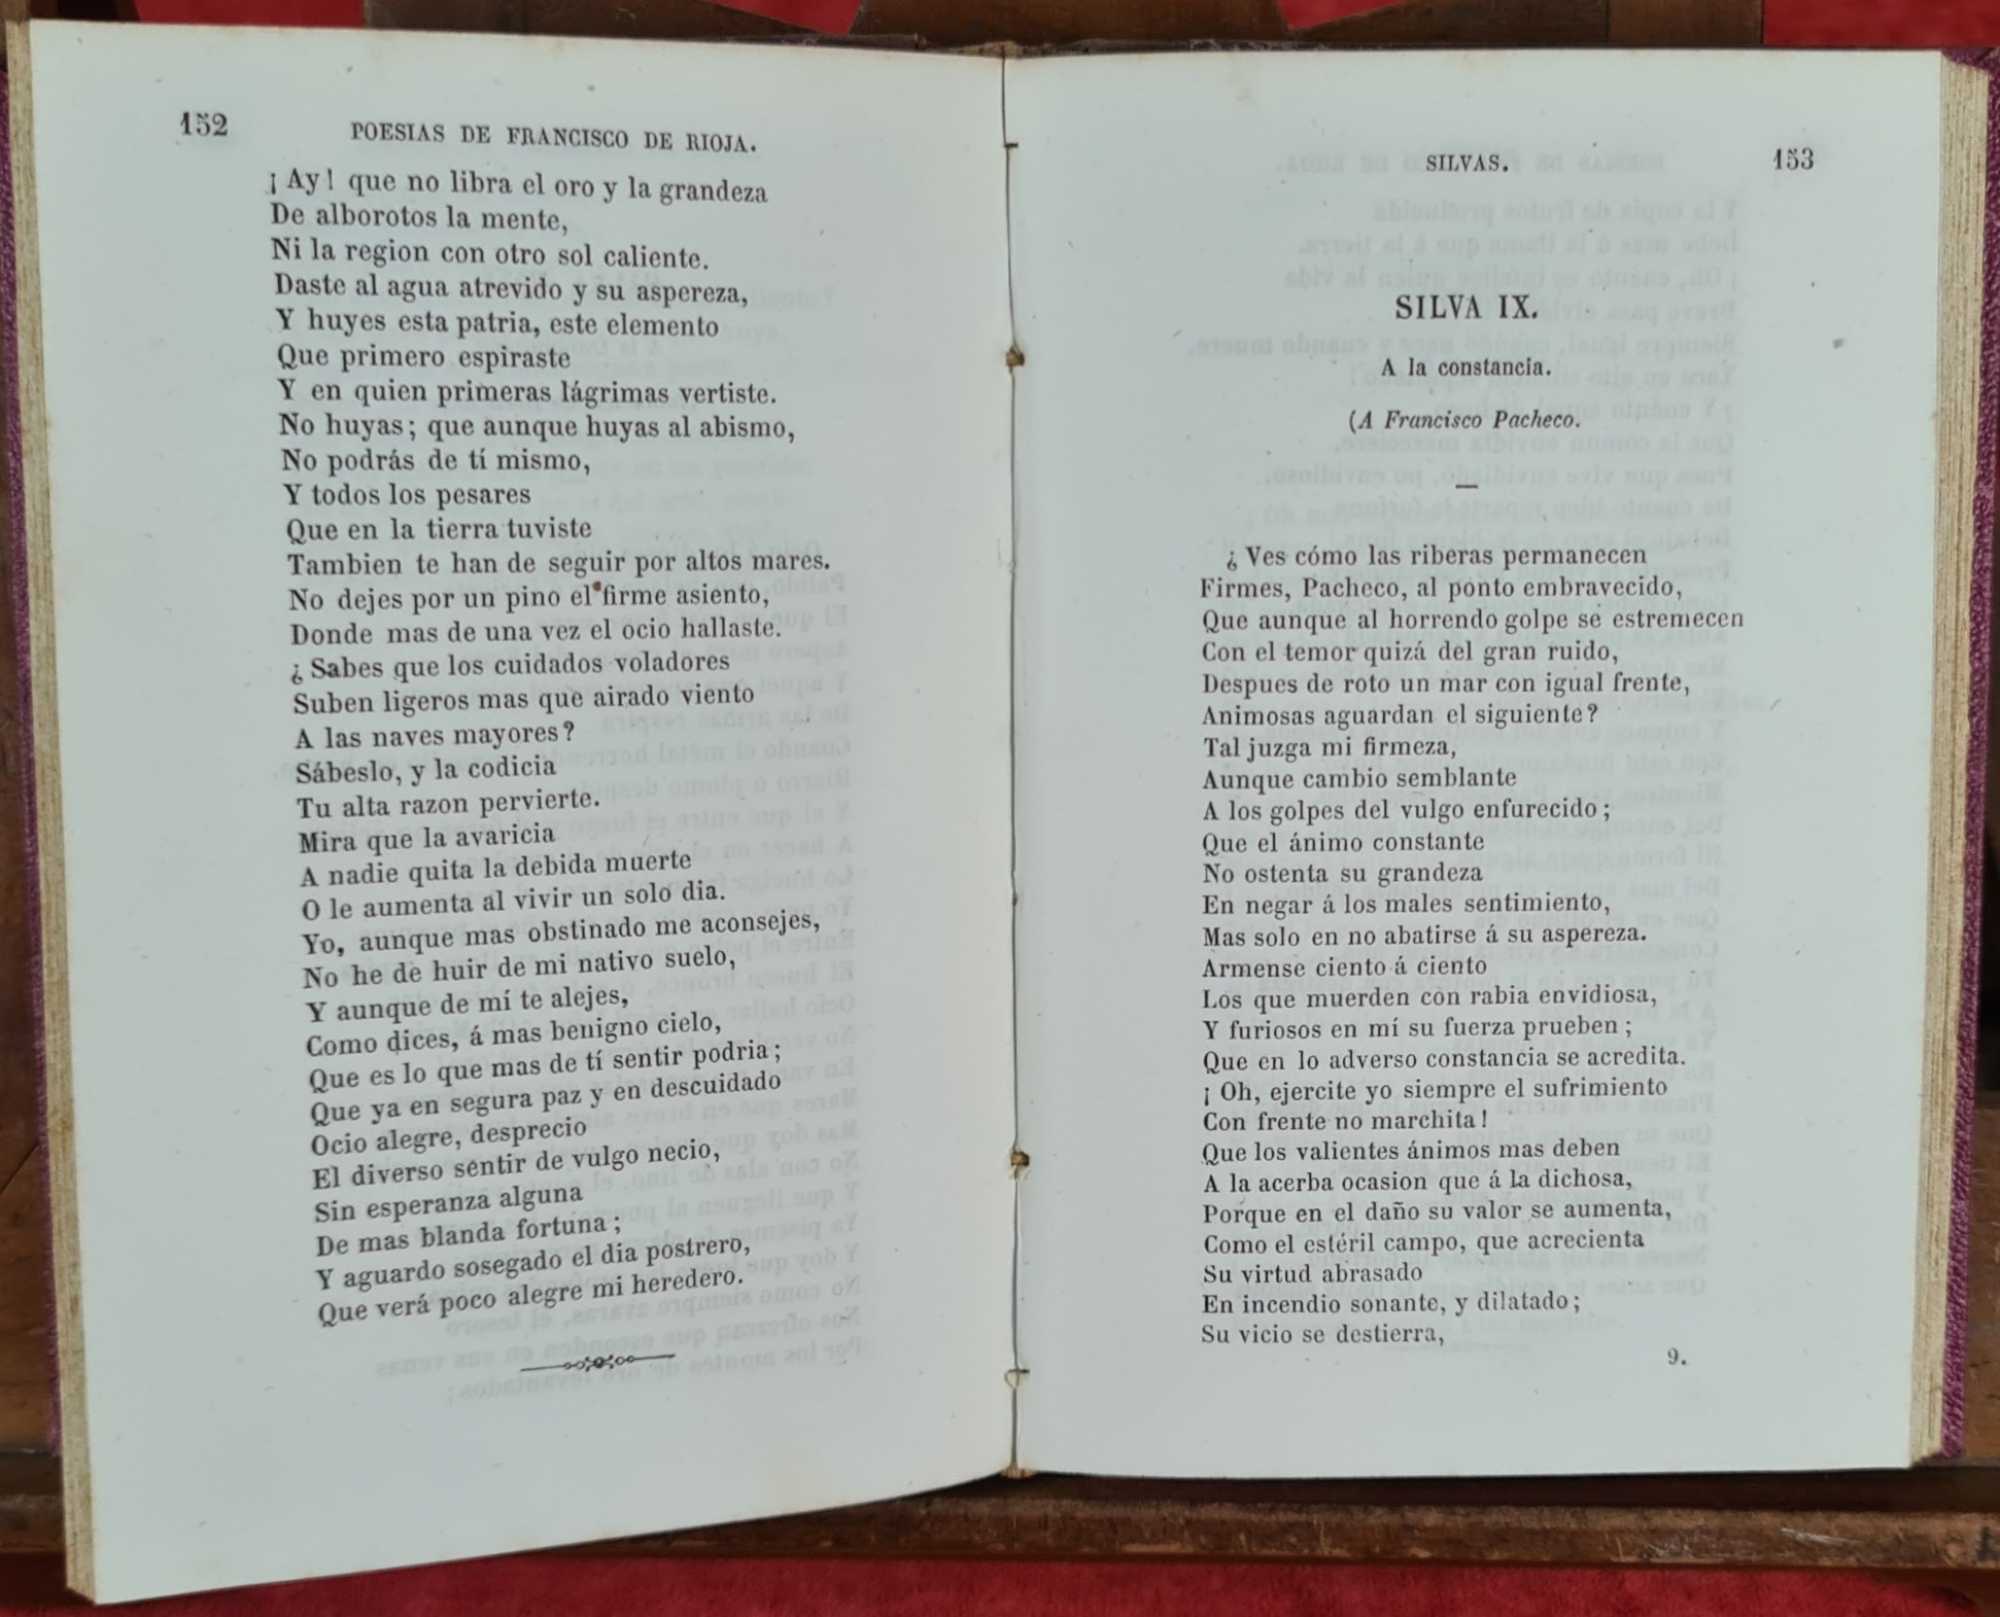 152
POESIAS DE FRANCISCO DE RIOJA.
¡ Ay! que no libra el oro y la grandeza
De alborotos la mente,
Ni la region con otro sol caliente.
Daste al agua atrevido y su aspereza,
Y huyes esta patria, este elemento
Que primero espiraste
Y en quien primeras lágrimas vertiste.
No huyas; que aunque huyas al abismo,
No podrás de tí mismo,
Y todos los pesares
Que en la tierra tuviste
Tambien te han de seguir por altos mares.
No dejes por un pino el firme asiento,
Donde mas de una vez el ocio hallaste.
¿ Sabes que los cuidados voladores
Suben ligeros mas que airado viento
A las naves mayores?
Sábeslo, y la codicia
Tu alta razon pervierte.
Mira que la avaricia
A nadie quita la debida muerte
O le aumenta al vivir un solo dia.
Yo, aunque mas obstinado me aconsejes,
No he de huir de mi nativo suelo,
Y aunque de mí te alejes,
Como dices, á mas benigno cielo,
Que es lo que mas de tí sentir podria;
Que ya en segura paz y en descuidado
Ocio alegre, desprecio
El diverso sentir de vulgo necio,
Sin esperanza alguna
De mas blanda fortuna;
Y aguardo sosegado el dia postrero,
Que verá poco alegre mi heredero.
SILVAS.
153
SILVA IX.
A la constancia.
(A Francisco Pacheco.
¿ Ves cómo las riberas permanecen
Firmes, Pacheco, al ponto embravecido,
Que aunque al horrendo golpe se estremecen
Con el temor quizá del gran ruido,
Despues de roto un mar con igual frente,
Animosas aguardan el siguiente?
Tal juzga mi firmeza,
Aunque cambio semblante
A los golpes del vulgo enfurecido;
Que el ánimo constante
No ostenta su grandeza
En negar á los males sentimiento,
Mas solo en no abatirse á su aspereza.
Armense ciento á ciento
Los que muerden con rabia envidiosa,
Y furiosos en mí su fuerza prueben;
Que en lo adverso constancia se acredita.
¡ Oh, ejercite yo siempre el sufrimiento
Con frente no marchita!
Que los valientes ánimos mas deben
A la acerba ocasion que á la dichosa,
Porque en el daño su valor se aumenta,
Como el estéril campo, que acrecienta
Su virtud abrasado
En incendio sonante, y dilatado;
Su vicio se destierra,
9.